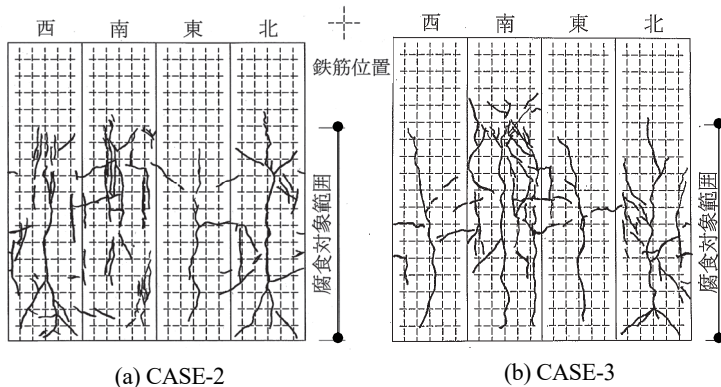 西 南 東 北
鉄筋位置
腐食対象範囲
(a) CASE-2
西 南 東 北
腐食対象範囲
(b) CASE-3